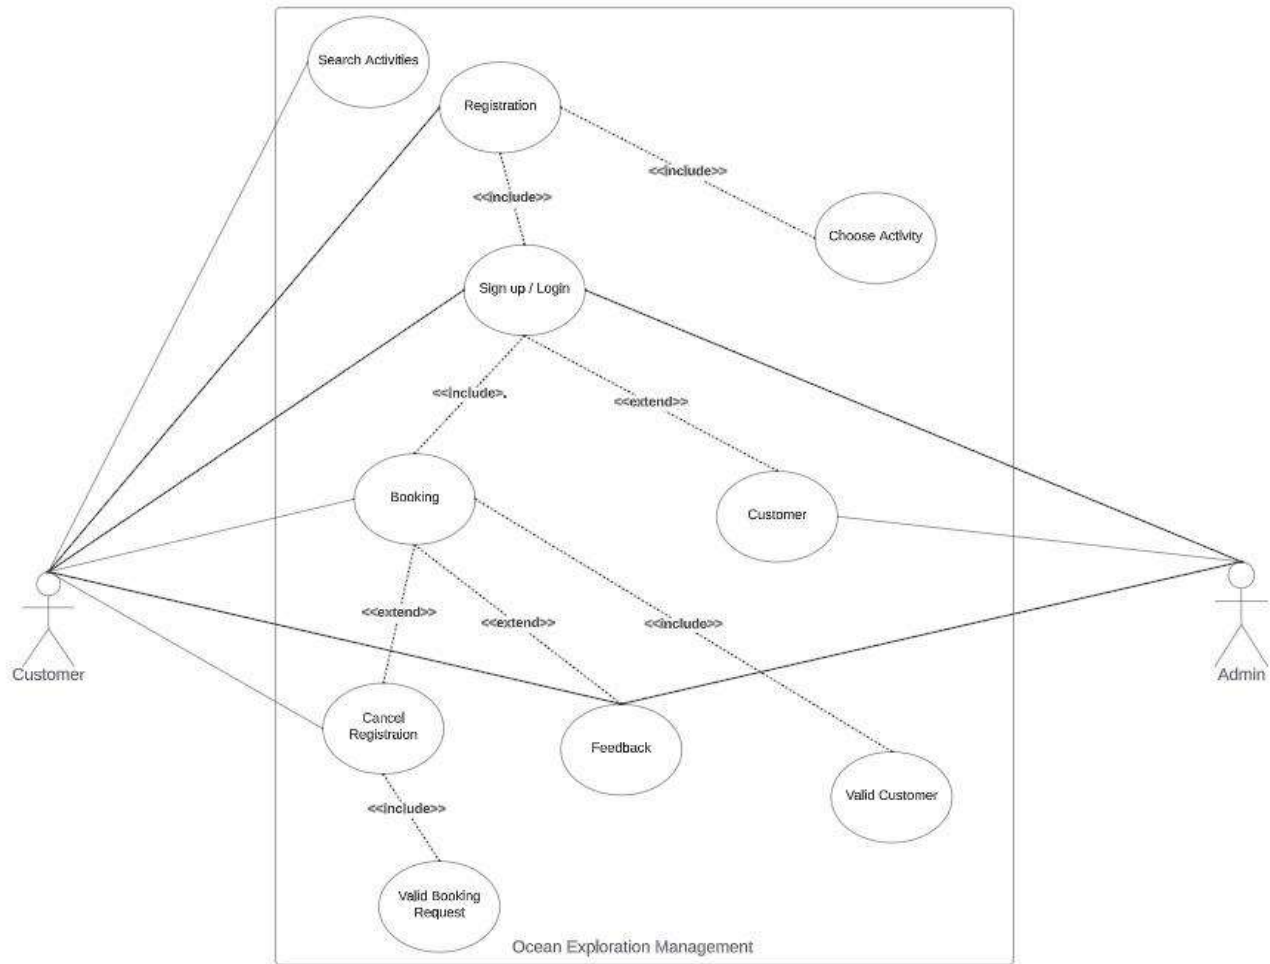 Search Activities
Registration
<<include>>
<<include>>
Choose Activity
Sign up / Login
<<include>.
<<extend>>
Booking
Customer
<<extend>>
<<extend>>
<<include>>
Customer
Admin
Cancel
Registraion
Feedback
Valid Customer
<<include>>
Valid Booking
Request
Ocean Exploration Management